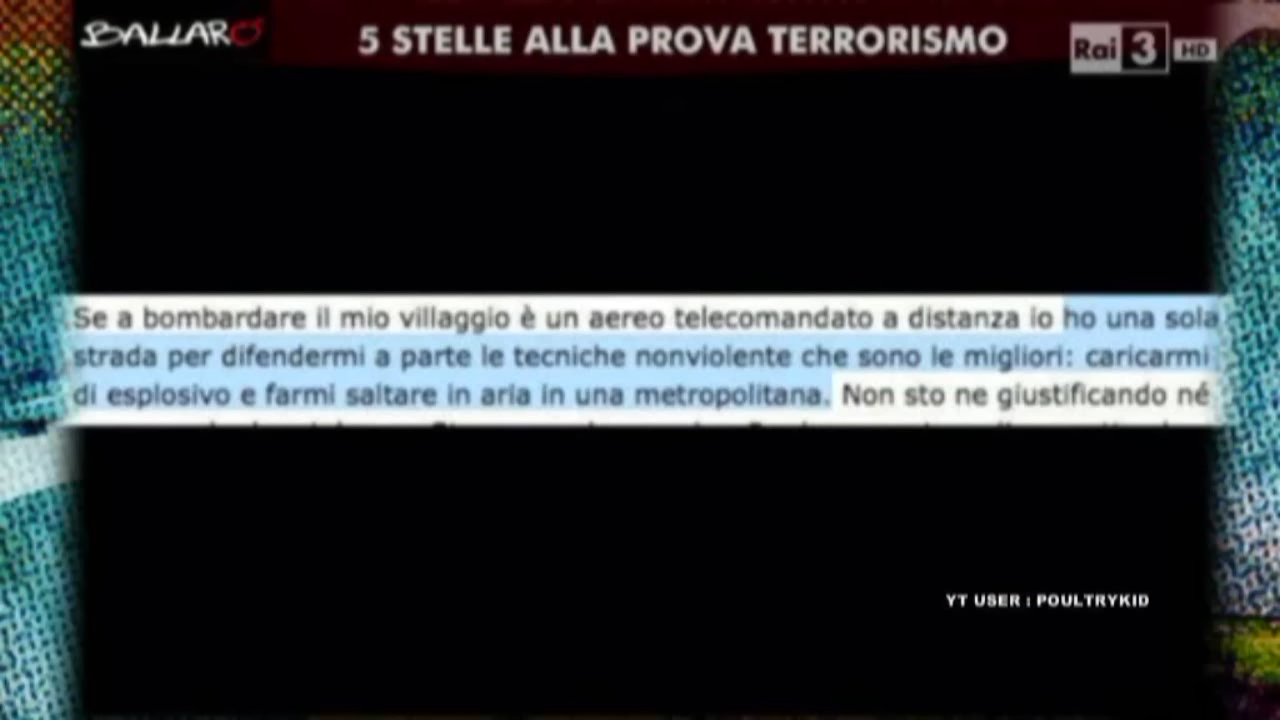 BALLARÒ
5 STELLE ALLA PROVA TERRORISMO
Rai 3 HD
Se a bombardare il mio villaggio è un aereo telecomandato a distanza io ho una sola
strada per difendermi a parte le tecniche nonviolente che sono le migliori: caricarmi
di esplosivo e farmi saltare in aria in una metropolitana. Non sto ne giustificando né
YT USER : POULTRYKID